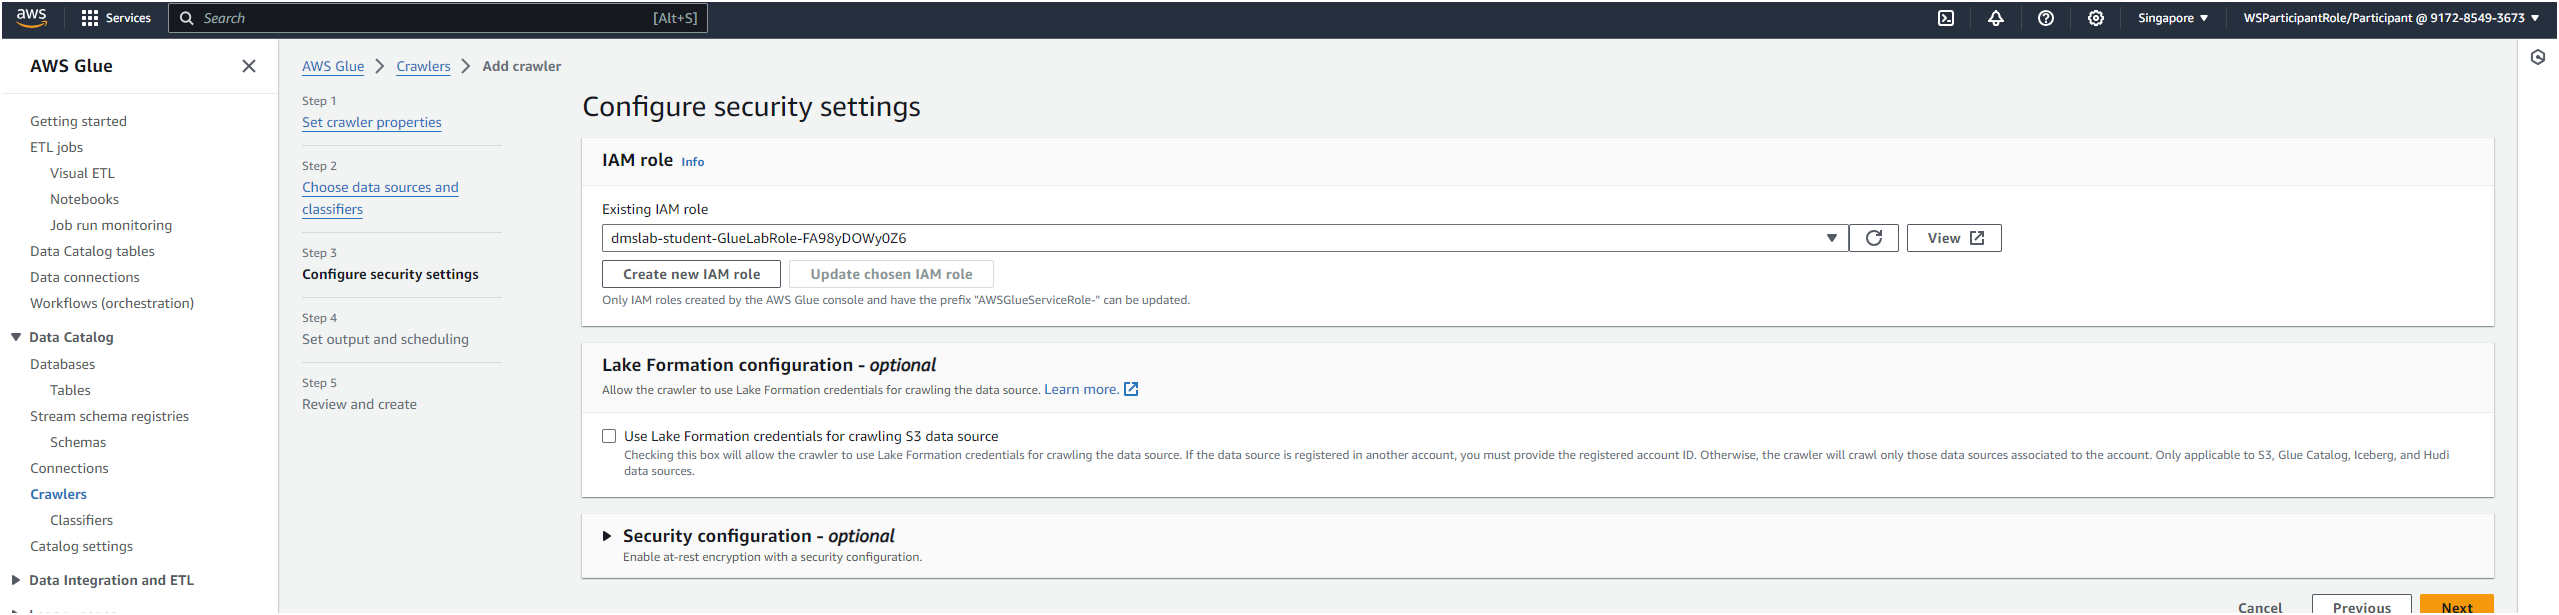 aws
Services
Search
[Alt+S]
Singapore
WSParticipantRole/Participant @ 9172-8549-3673
AWS Glue
Getting started
ETL jobs
Visual ETL
Notebooks
Job run monitoring
Data Catalog tables
Data connections
Workflows (orchestration)
Data Catalog
Databases
Tables
Stream schema registries
Schemas
Connections
Crawlers
Classifiers
Catalog settings
Data Integration and ETL
AWS Glue > Crawlers > Add crawler
Step 1
Set crawler properties
Step 2
Choose data sources and
classifiers
Step 3
Configure security settings
Step 4
Set output and scheduling
Step 5
Review and create
Configure security settings
IAM role Info
Existing IAM role
dmslab-student-GlueLabRole-FA98yDOWy0Z6
View
Create new IAM role
Update chosen IAM role
Only IAM roles created by the AWS Glue console and have the prefix "AWSGlueServiceRole-" can be updated.
Lake Formation configuration - optional
Allow the crawler to use Lake Formation credentials for crawling the data source. Learn more.
Use Lake Formation credentials for crawling S3 data source
Checking this box will allow the crawler to use Lake Formation credentials for crawling the data source. If the data source is registered in another account, you must provide the registered account ID. Otherwise, the crawler will crawl only those data sources associated to the account. Only applicable to S3, Glue Catalog, Iceberg, and Hudi
data sources.
Security configuration - optional
Enable at-rest encryption with a security configuration.
Cancel
Previous
Next